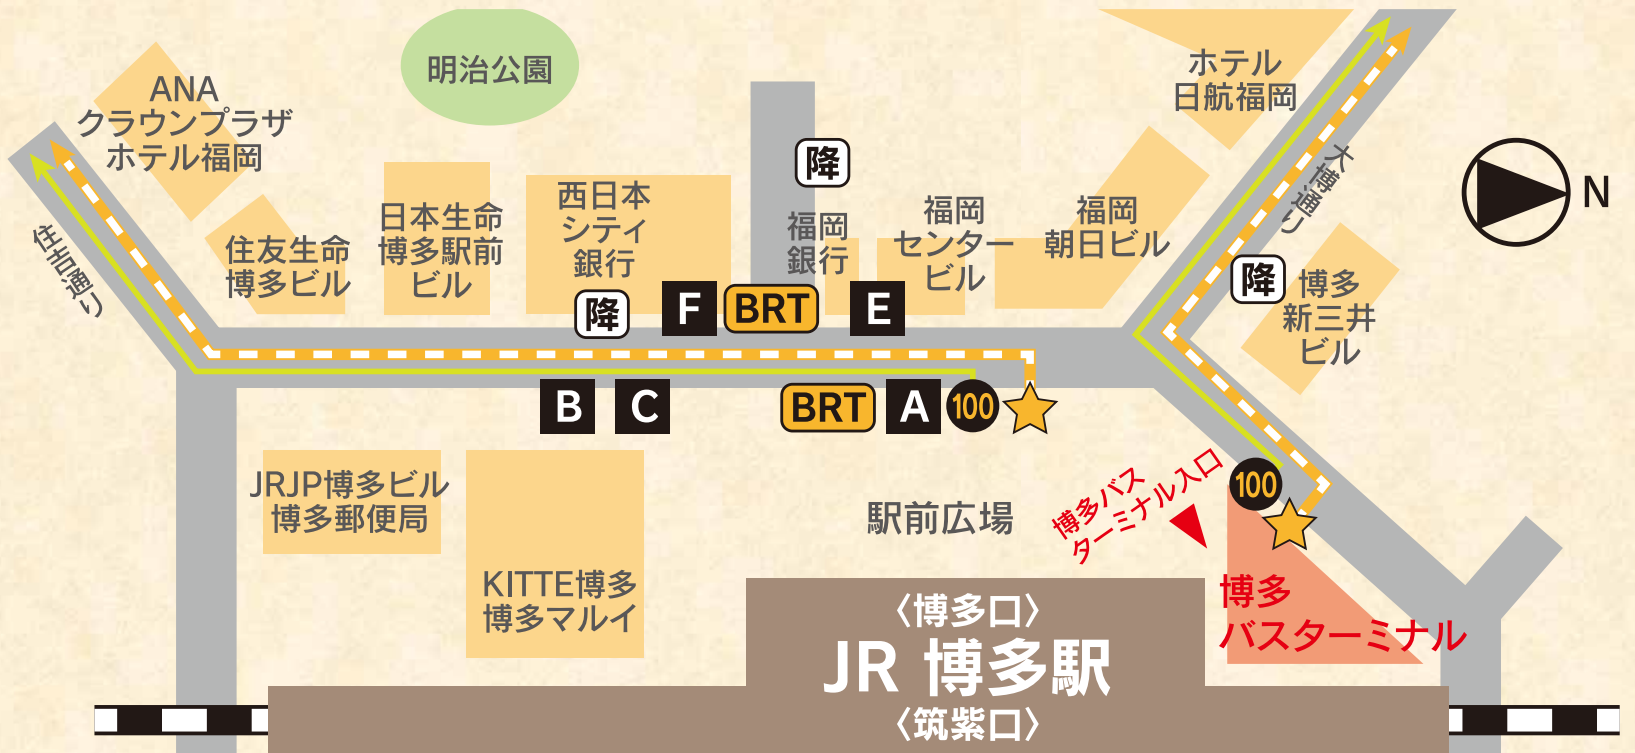 明治公園
ANA
クラウンプラザ
ホテル福岡
住吉通り
住友生命
博多ビル
日本生命
博多駅前
ビル
西日本
シティ
銀行
降
F
BRT
降
福岡
銀行
E
福岡
センター
ビル
福岡
朝日ビル
ホテル
日航福岡
大博通り
降
博多
新三井
ビル
N
B
C
BRT
A
100
JRJP博多ビル
博多郵便局
KITTE博多
博多マルイ
駅前広場
博多バス
ターミナル入口
100
博多
バスターミナル
〈博多口〉
JR 博多駅
〈筑紫口〉